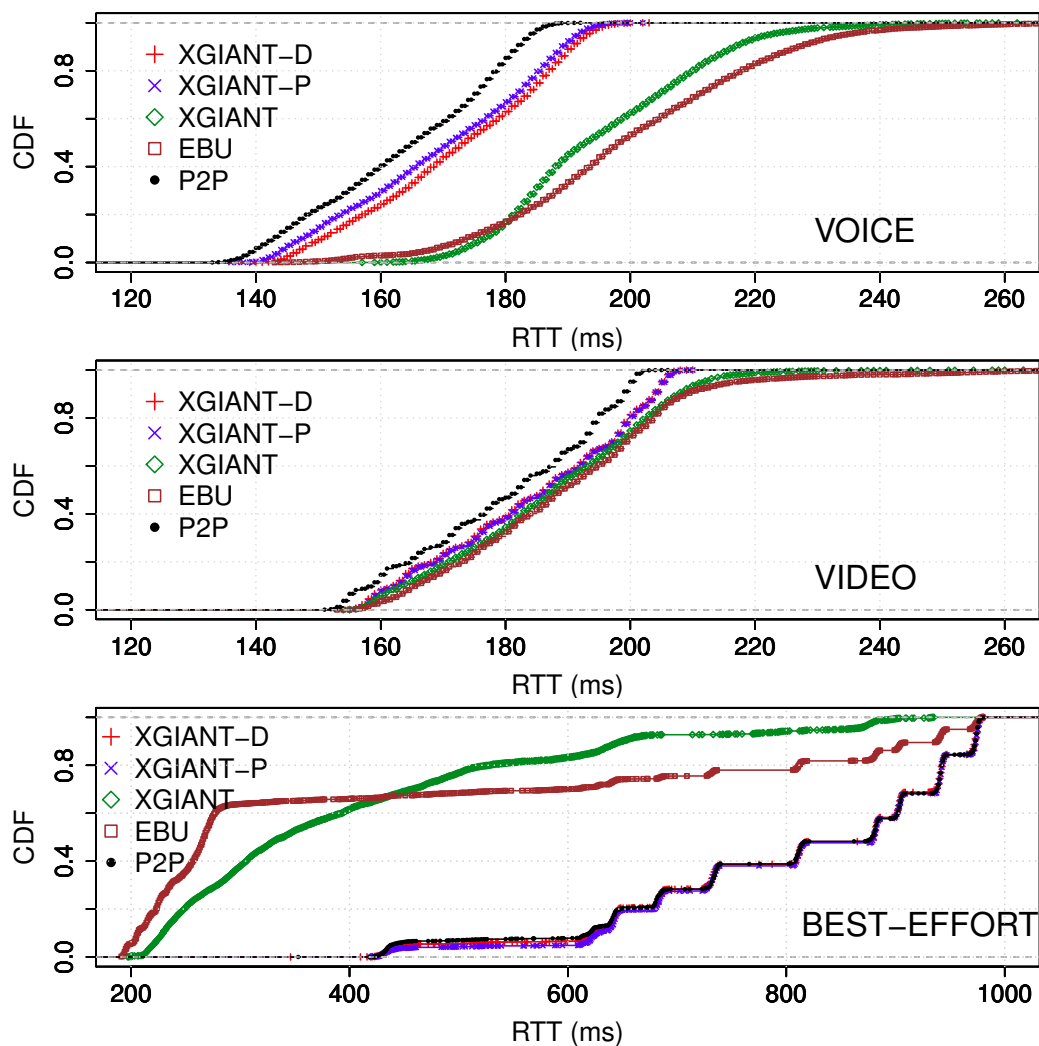 CDF
0.0 0.4 0.8
XGIANT−D
XGIANT−P
XGIANT
EBU
P2P
VOICE
120 140 160 180 200 220 240 260
RTT (ms)
CDF
0.0 0.4 0.8
XGIANT−D
XGIANT−P
XGIANT
EBU
P2P
VIDEO
120 140 160 180 200 220 240 260
RTT (ms)
CDF
0.0 0.4 0.8
XGIANT−D
XGIANT−P
XGIANT
EBU
P2P
BEST−EFFORT
200 400 600 800 1000
RTT (ms)